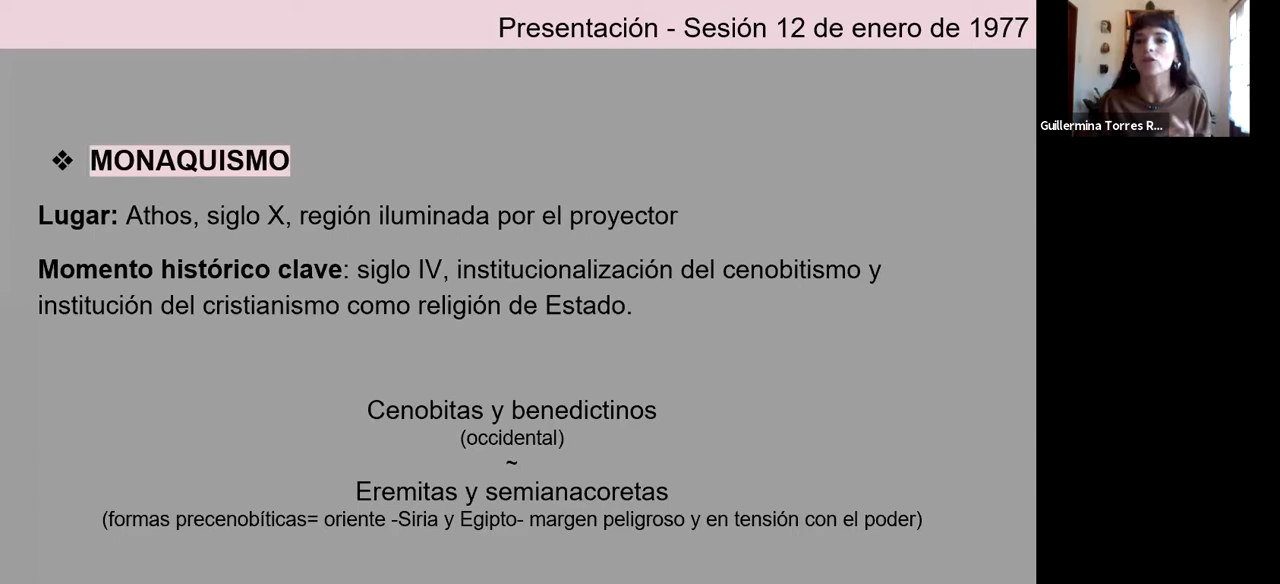 Presentación - Sesión 12 de enero de 1977
Guillermina Torres R...
❖ MONAQUISMO
Lugar: Athos, siglo X, región iluminada por el proyector
Momento histórico clave: siglo IV, institucionalización del cenobitismo y
institución del cristianismo como religión de Estado.
Cenobitas y benedictinos
(occidental)
~
Eremitas y semianacoretas
(formas precenobíticas= oriente -Siria y Egipto- margen peligroso y en tensión con el poder)